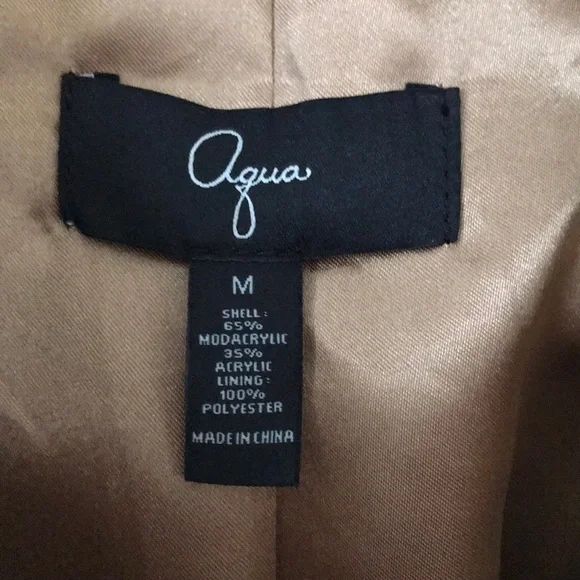 Aqua
M
SHELL:
65%
MODACRYLIC
35%
ACRYLIC
LINING:
100%
POLYESTER
MADE IN CHINA